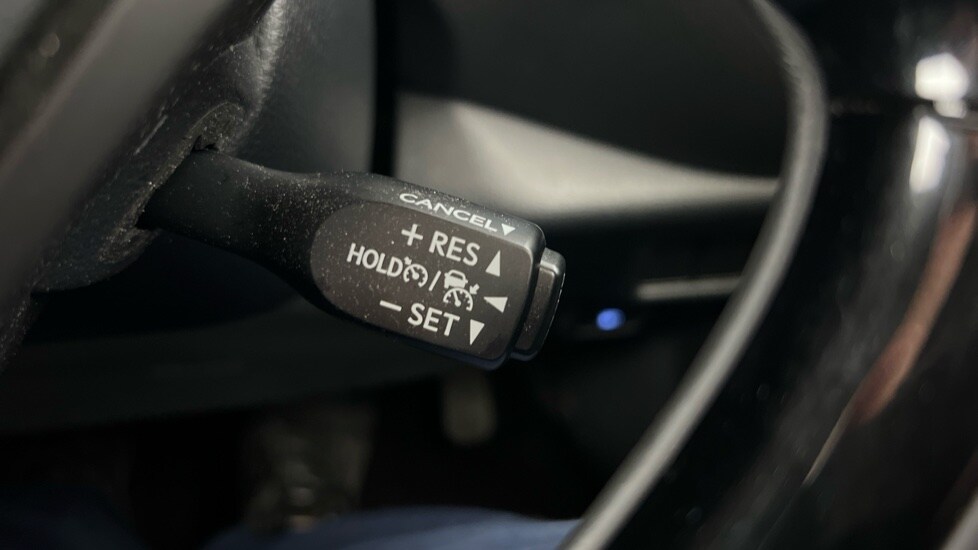 CANCEL▼
+ RES ▲
HOLD / ◀
− SET ▼